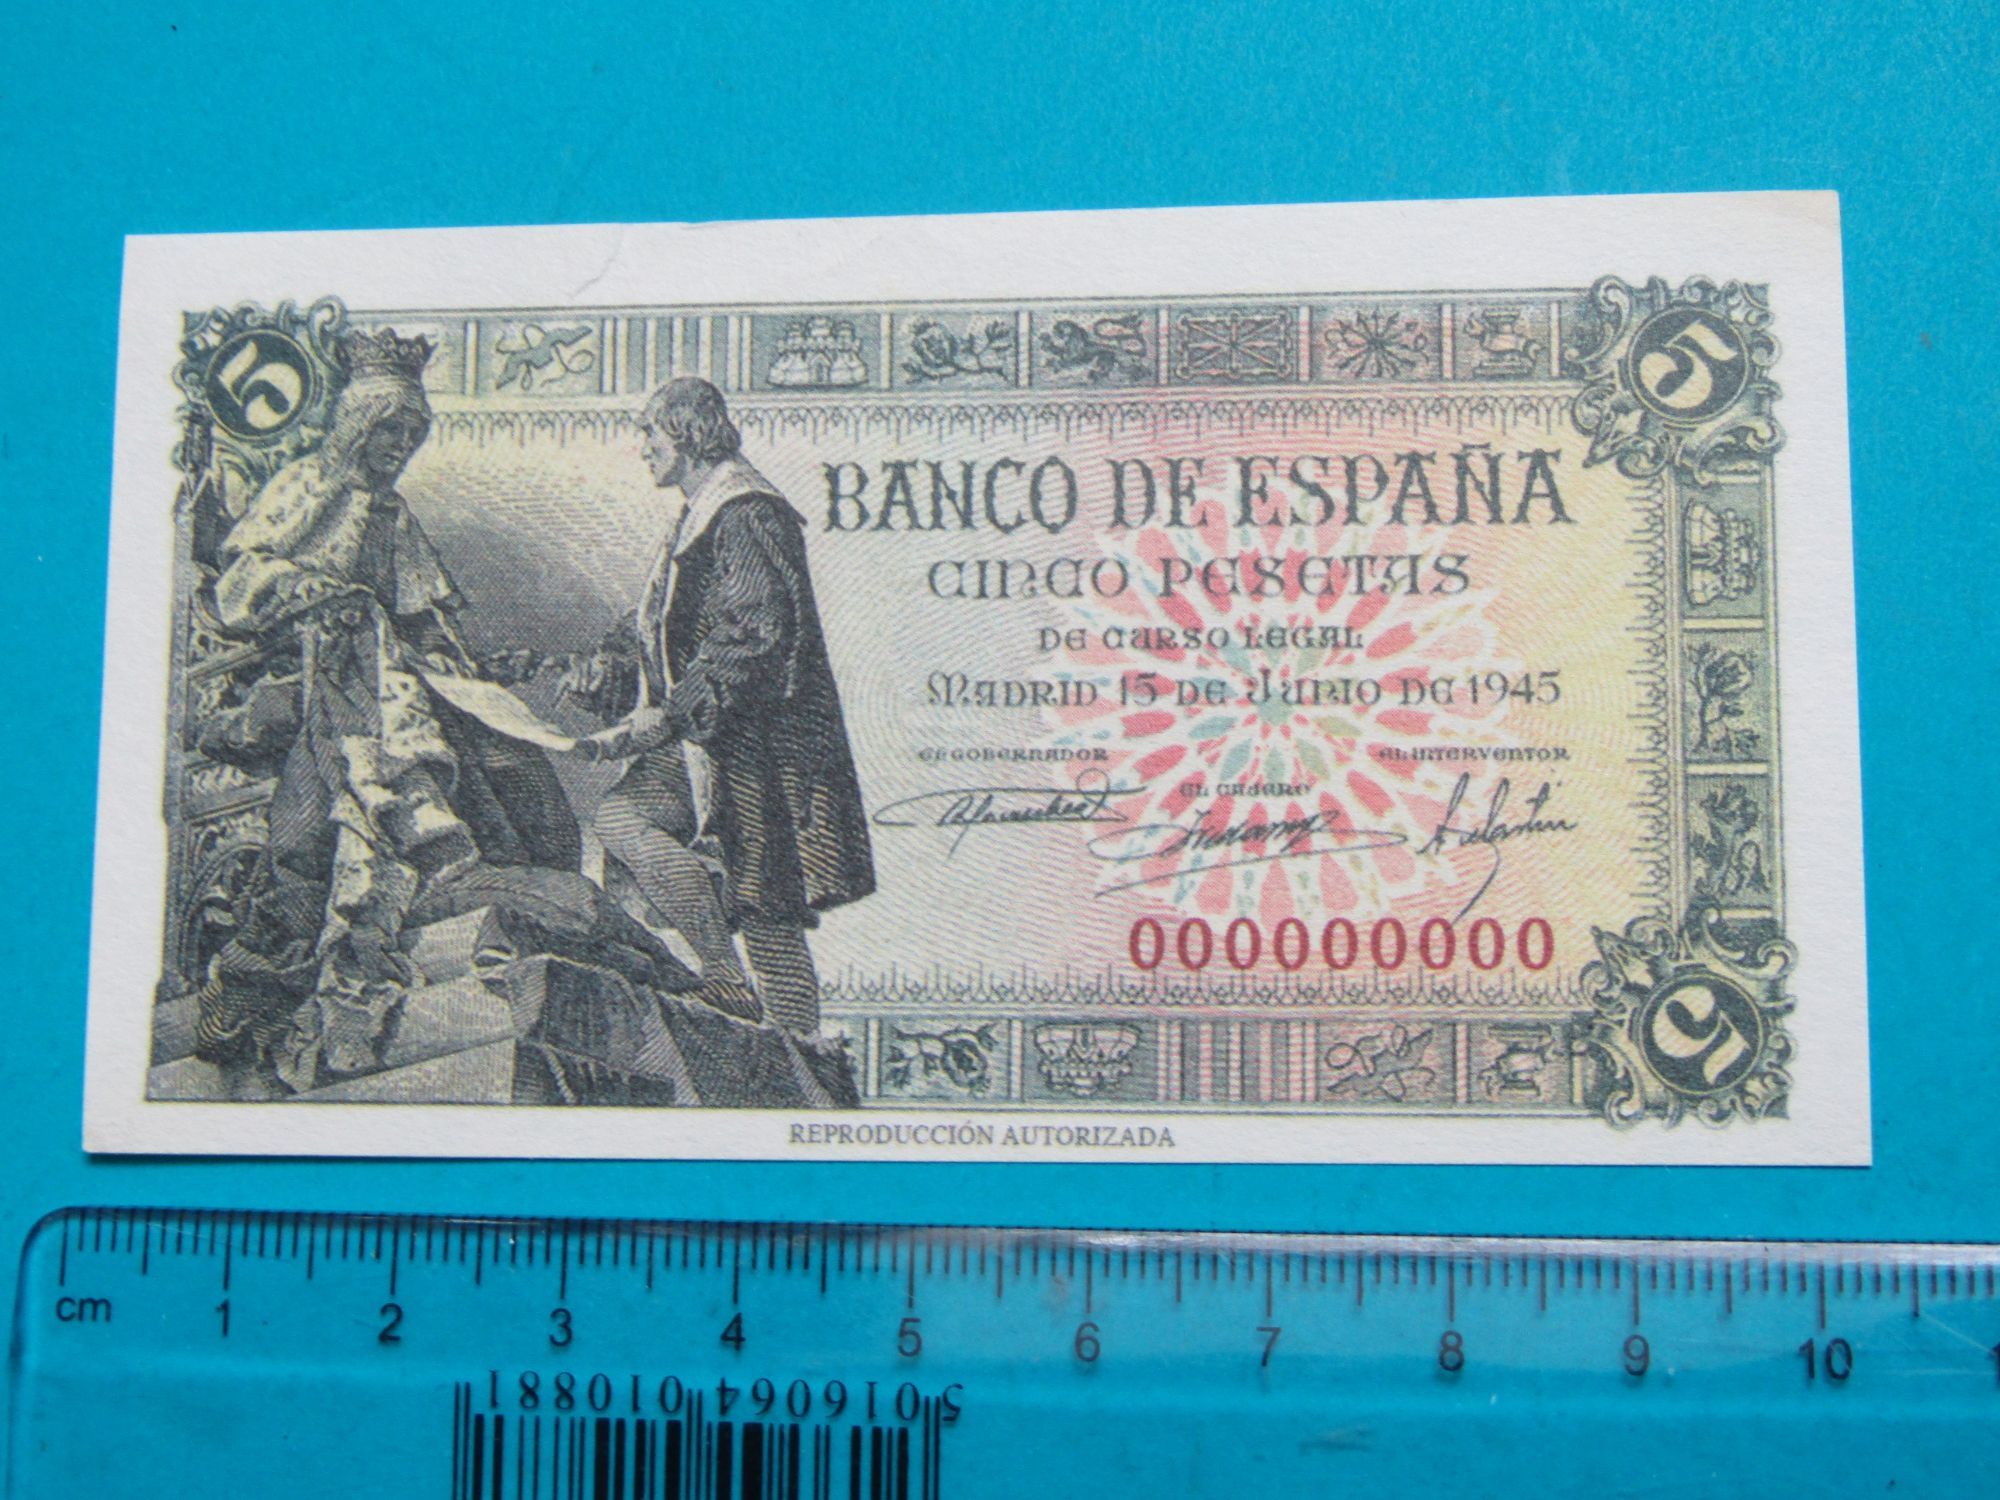 5 5
BANCO DE ESPAÑA
CINCO PESETAS
DE CURSO LEGAL
MADRID 15 DE JUNIO DE 1945
EL GOBERNADOR EL INTERVENTOR
EL CAJERO
000000000
5
REPRODUCCIÓN AUTORIZADA
cm 1 2 3 4 5 6 7 8 9 10
5 016064 010881